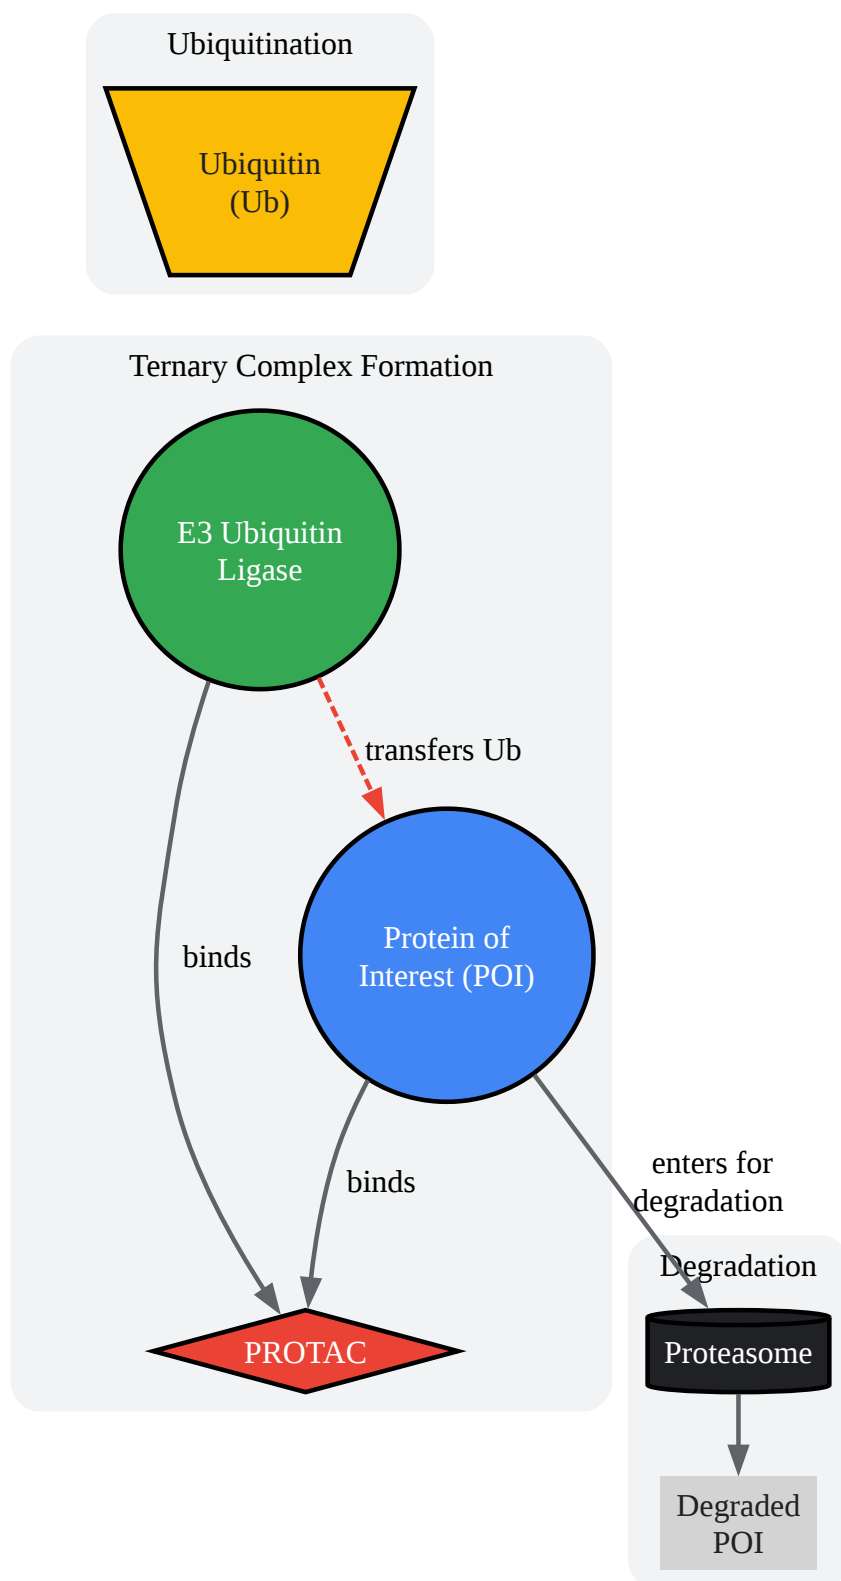 Ubiquitination
Ubiquitin
(Ub)
Ternary Complex Formation
E3 Ubiquitin
Ligase
transfers Ub
Protein of
Interest (POI)
binds
binds
enters for
degradation
Degradation
PROTAC
Proteasome
Degraded
POI